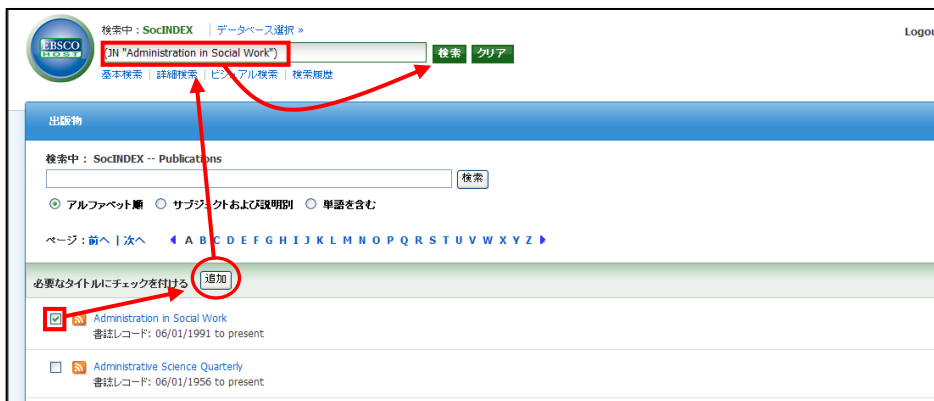 検索中：SocINDEX データベース選択 »
Logou
EBSCO
HOST
(JN "Administration in Social Work")
検索 クリア
基本検索 | 詳細検索 | ビジュアル検索 | 検索履歴
出版物
検索中： SocINDEX -- Publications
検索
アルファベット順 サブジェクトおよび説明別 単語を含む
ページ：前へ | 次へ A B C D E F G H I J K L M N O P Q R S T U V W X Y Z
必要なタイトルにチェックを付ける 追加
Administration in Social Work
書誌レコード: 06/01/1991 to present
Administrative Science Quarterly
書誌レコード: 06/01/1956 to present